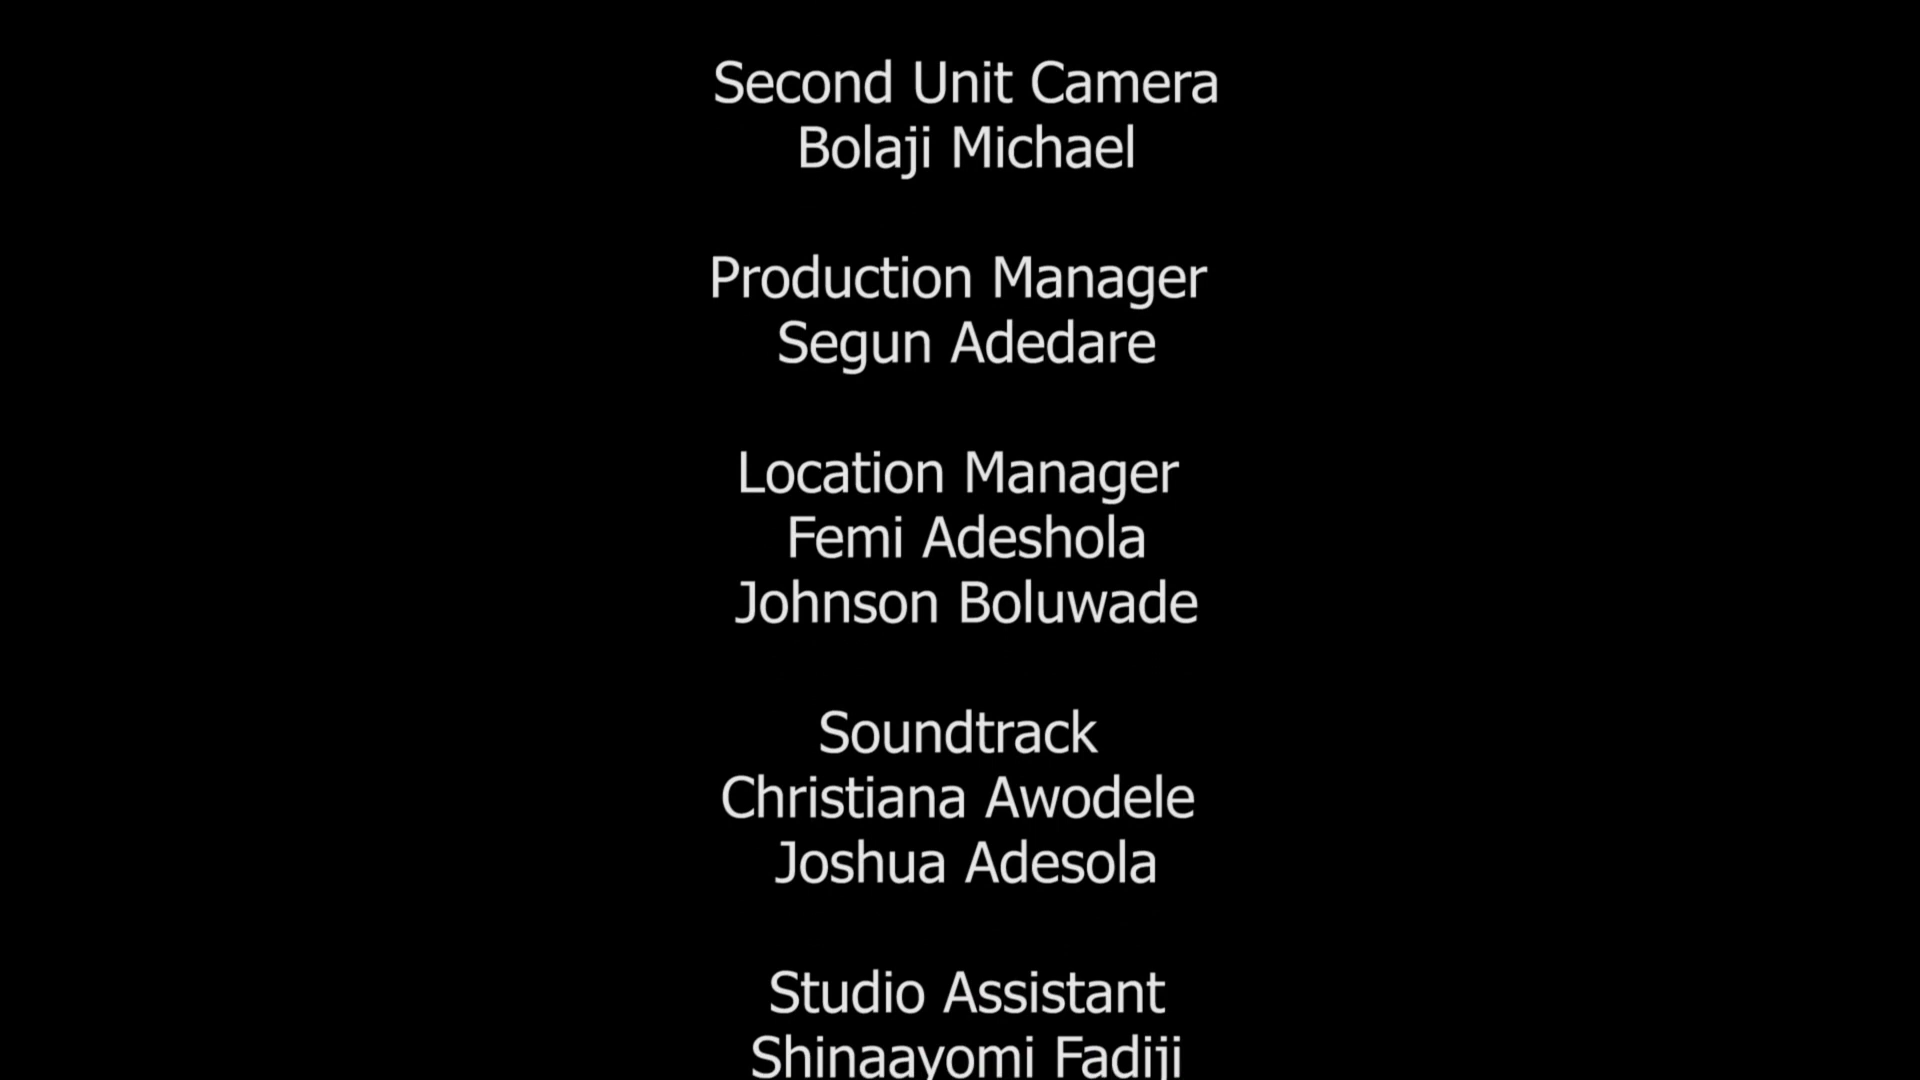 Second Unit Camera
Bolaji Michael
Production Manager
Segun Adedare
Location Manager
Femi Adeshola
Johnson Boluwade
Soundtrack
Christiana Awodele
Joshua Adesola
Studio Assistant
Shinaayomi Fadiji